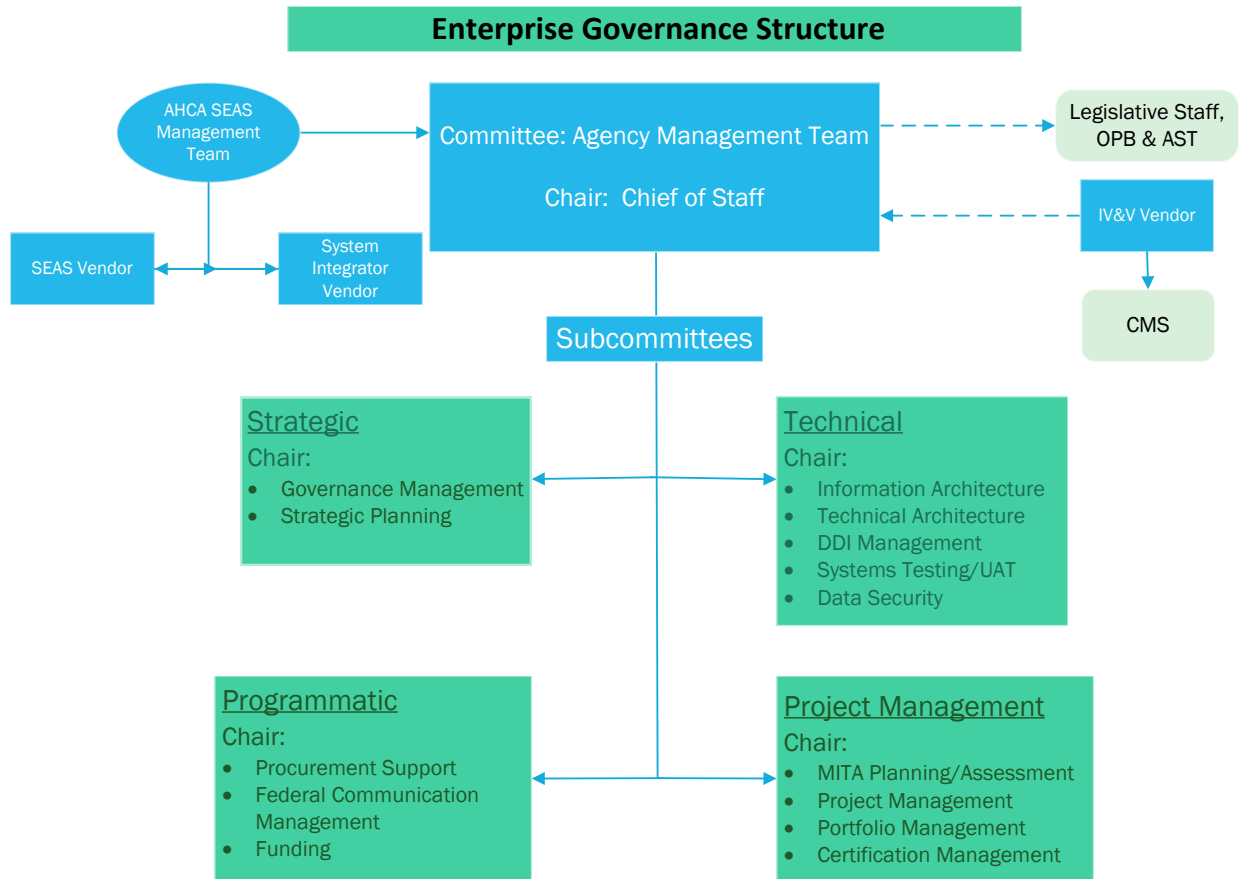 Enterprise Governance Structure
AHCA SEAS
Management
Team
Committee: Agency Management Team
Chair: Chief of Staff
Legislative Staff,
OPB & AST
SEAS Vendor
System
Integrator
Vendor
IV&V Vendor
CMS
Subcommittees
Strategic
Chair:
• Governance Management
• Strategic Planning
Technical
Chair:
• Information Architecture
• Technical Architecture
• DDI Management
• Systems Testing/UAT
• Data Security
Programmatic
Chair:
• Procurement Support
• Federal Communication
Management
• Funding
Project Management
Chair:
• MITA Planning/Assessment
• Project Management
• Portfolio Management
• Certification Management